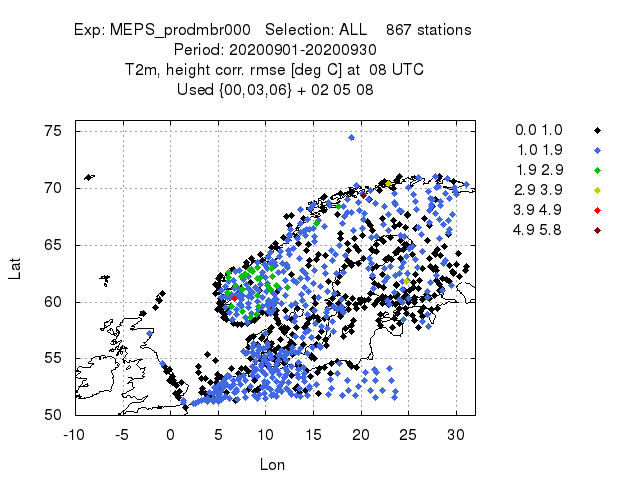 Exp: MEPS_prodmbr000   Selection: ALL    867 stations
Period: 20200901-20200930
T2m, height corr. rmse [deg C] at  08 UTC
Used {00,03,06} + 02 05 08
75
70
65
60
55
50
Lat
-10 -5 0 5 10 15 20 25 30
Lon
0.0 1.0
1.0 1.9
1.9 2.9
2.9 3.9
3.9 4.9
4.9 5.8